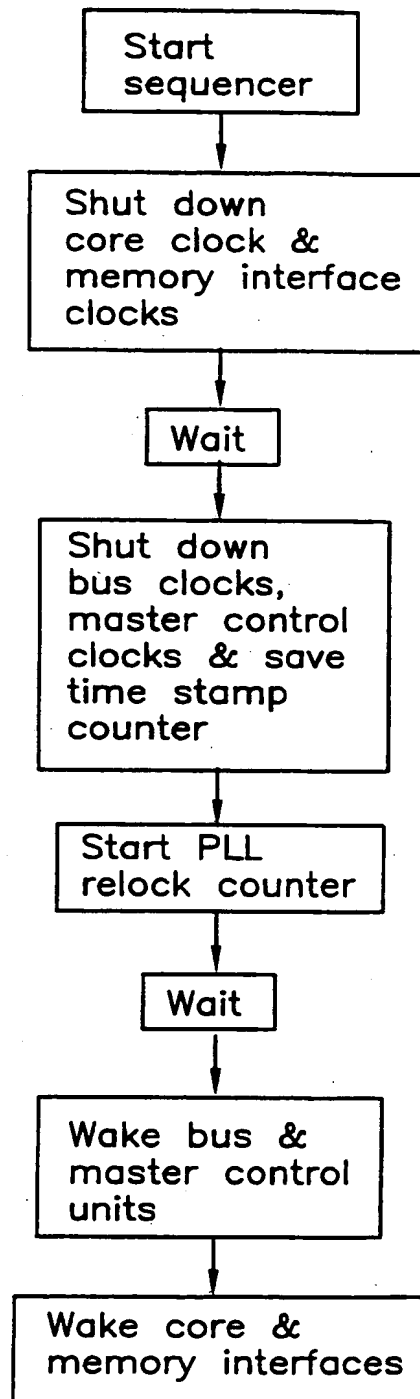 Start
sequencer
Shut down
core clock &
memory interface
clocks
Wait
Shut down
bus clocks,
master control
clocks & save
time stamp
counter
Start PLL
relock counter
Wait
Wake bus &
master control
units
Wake core &
memory interfaces